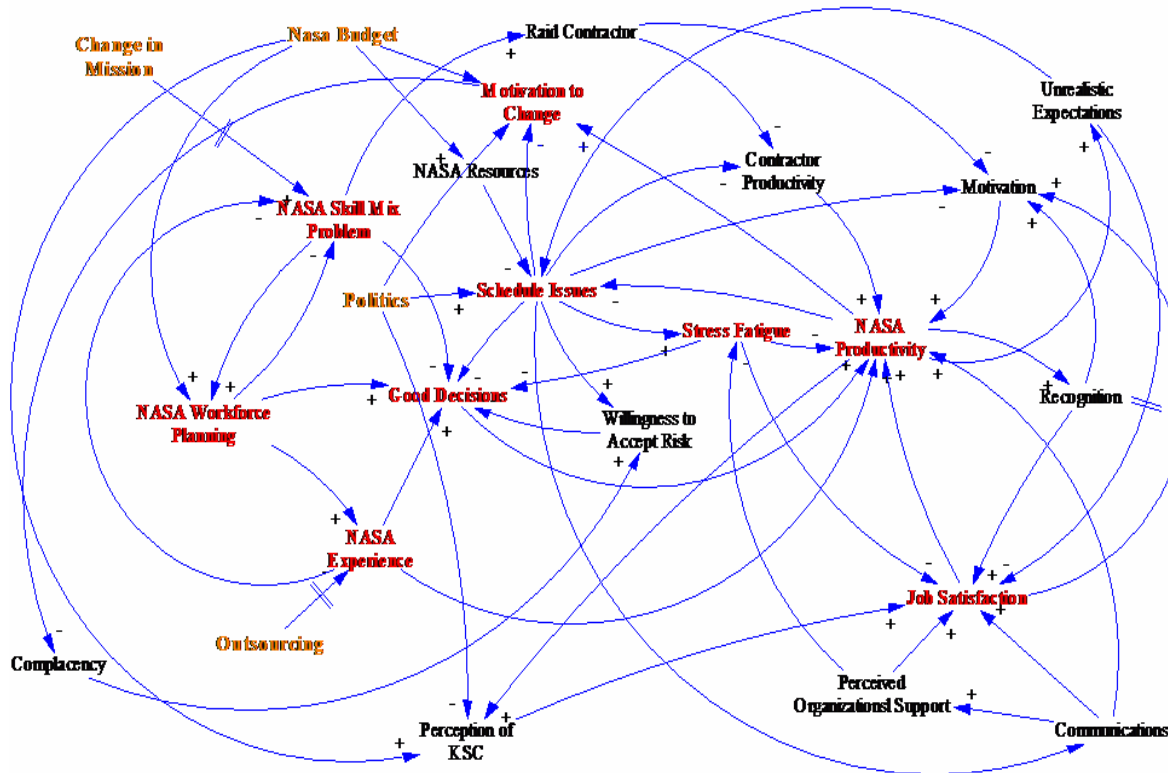 Nasa Budget
Raid Contractor
Change in
Mission
Motivation to
Change
Unrealistic
Expectations
NASA Resources
Contractor
Productivity
Motivation
NASA Skill Mix
Problem
Politics
Schedule Issues
Stress Fatigue
NASA
Productivity
Good Decisions
Recognition
NASA Workforce
Planning
Willingness to
Accept Risk
NASA
Experience
Job Satisfaction
Outsourcing
Complacency
Perceived
Organizational Support
Perception of
KSC
Communications